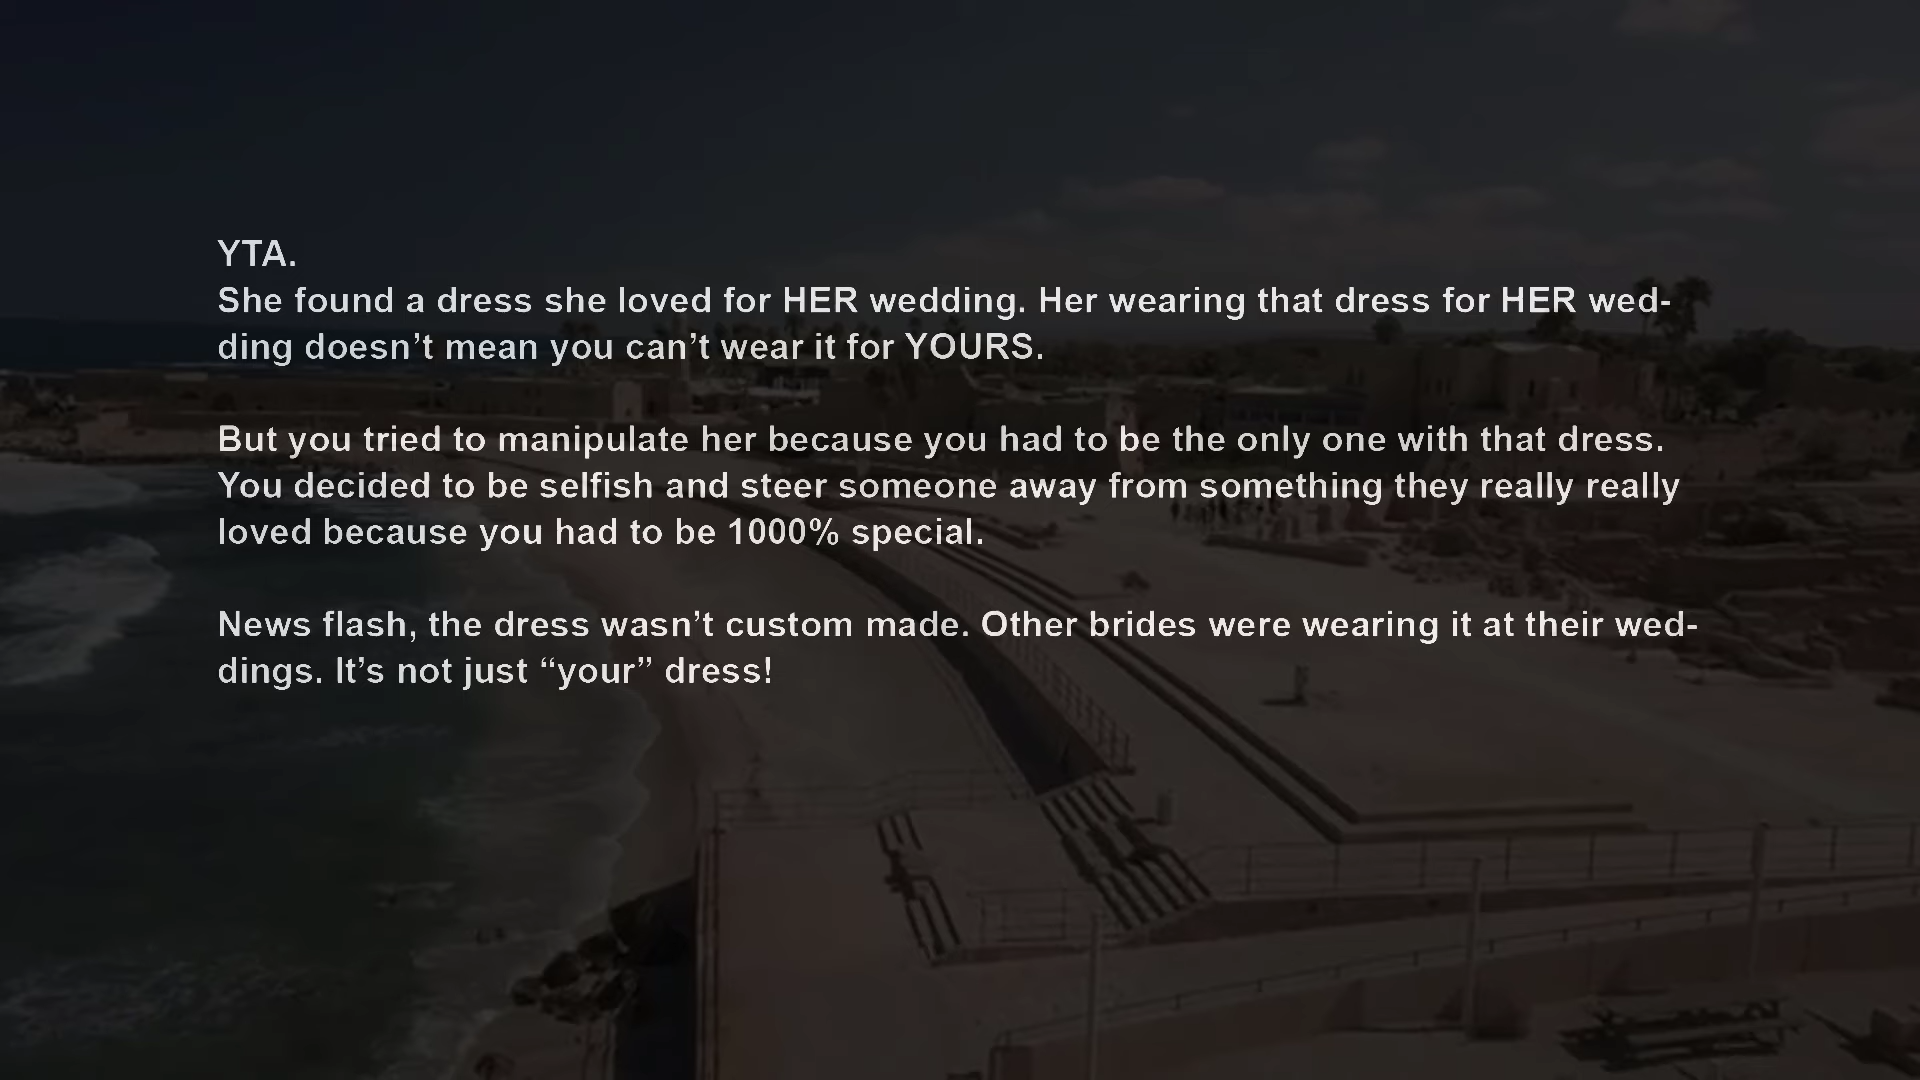 YTA.
She found a dress she loved for HER wedding. Her wearing that dress for HER wed-
ding doesn’t mean you can’t wear it for YOURS.
But you tried to manipulate her because you had to be the only one with that dress.
You decided to be selfish and steer someone away from something they really really
loved because you had to be 1000% special.
News flash, the dress wasn’t custom made. Other brides were wearing it at their wed-
dings. It’s not just “your” dress!